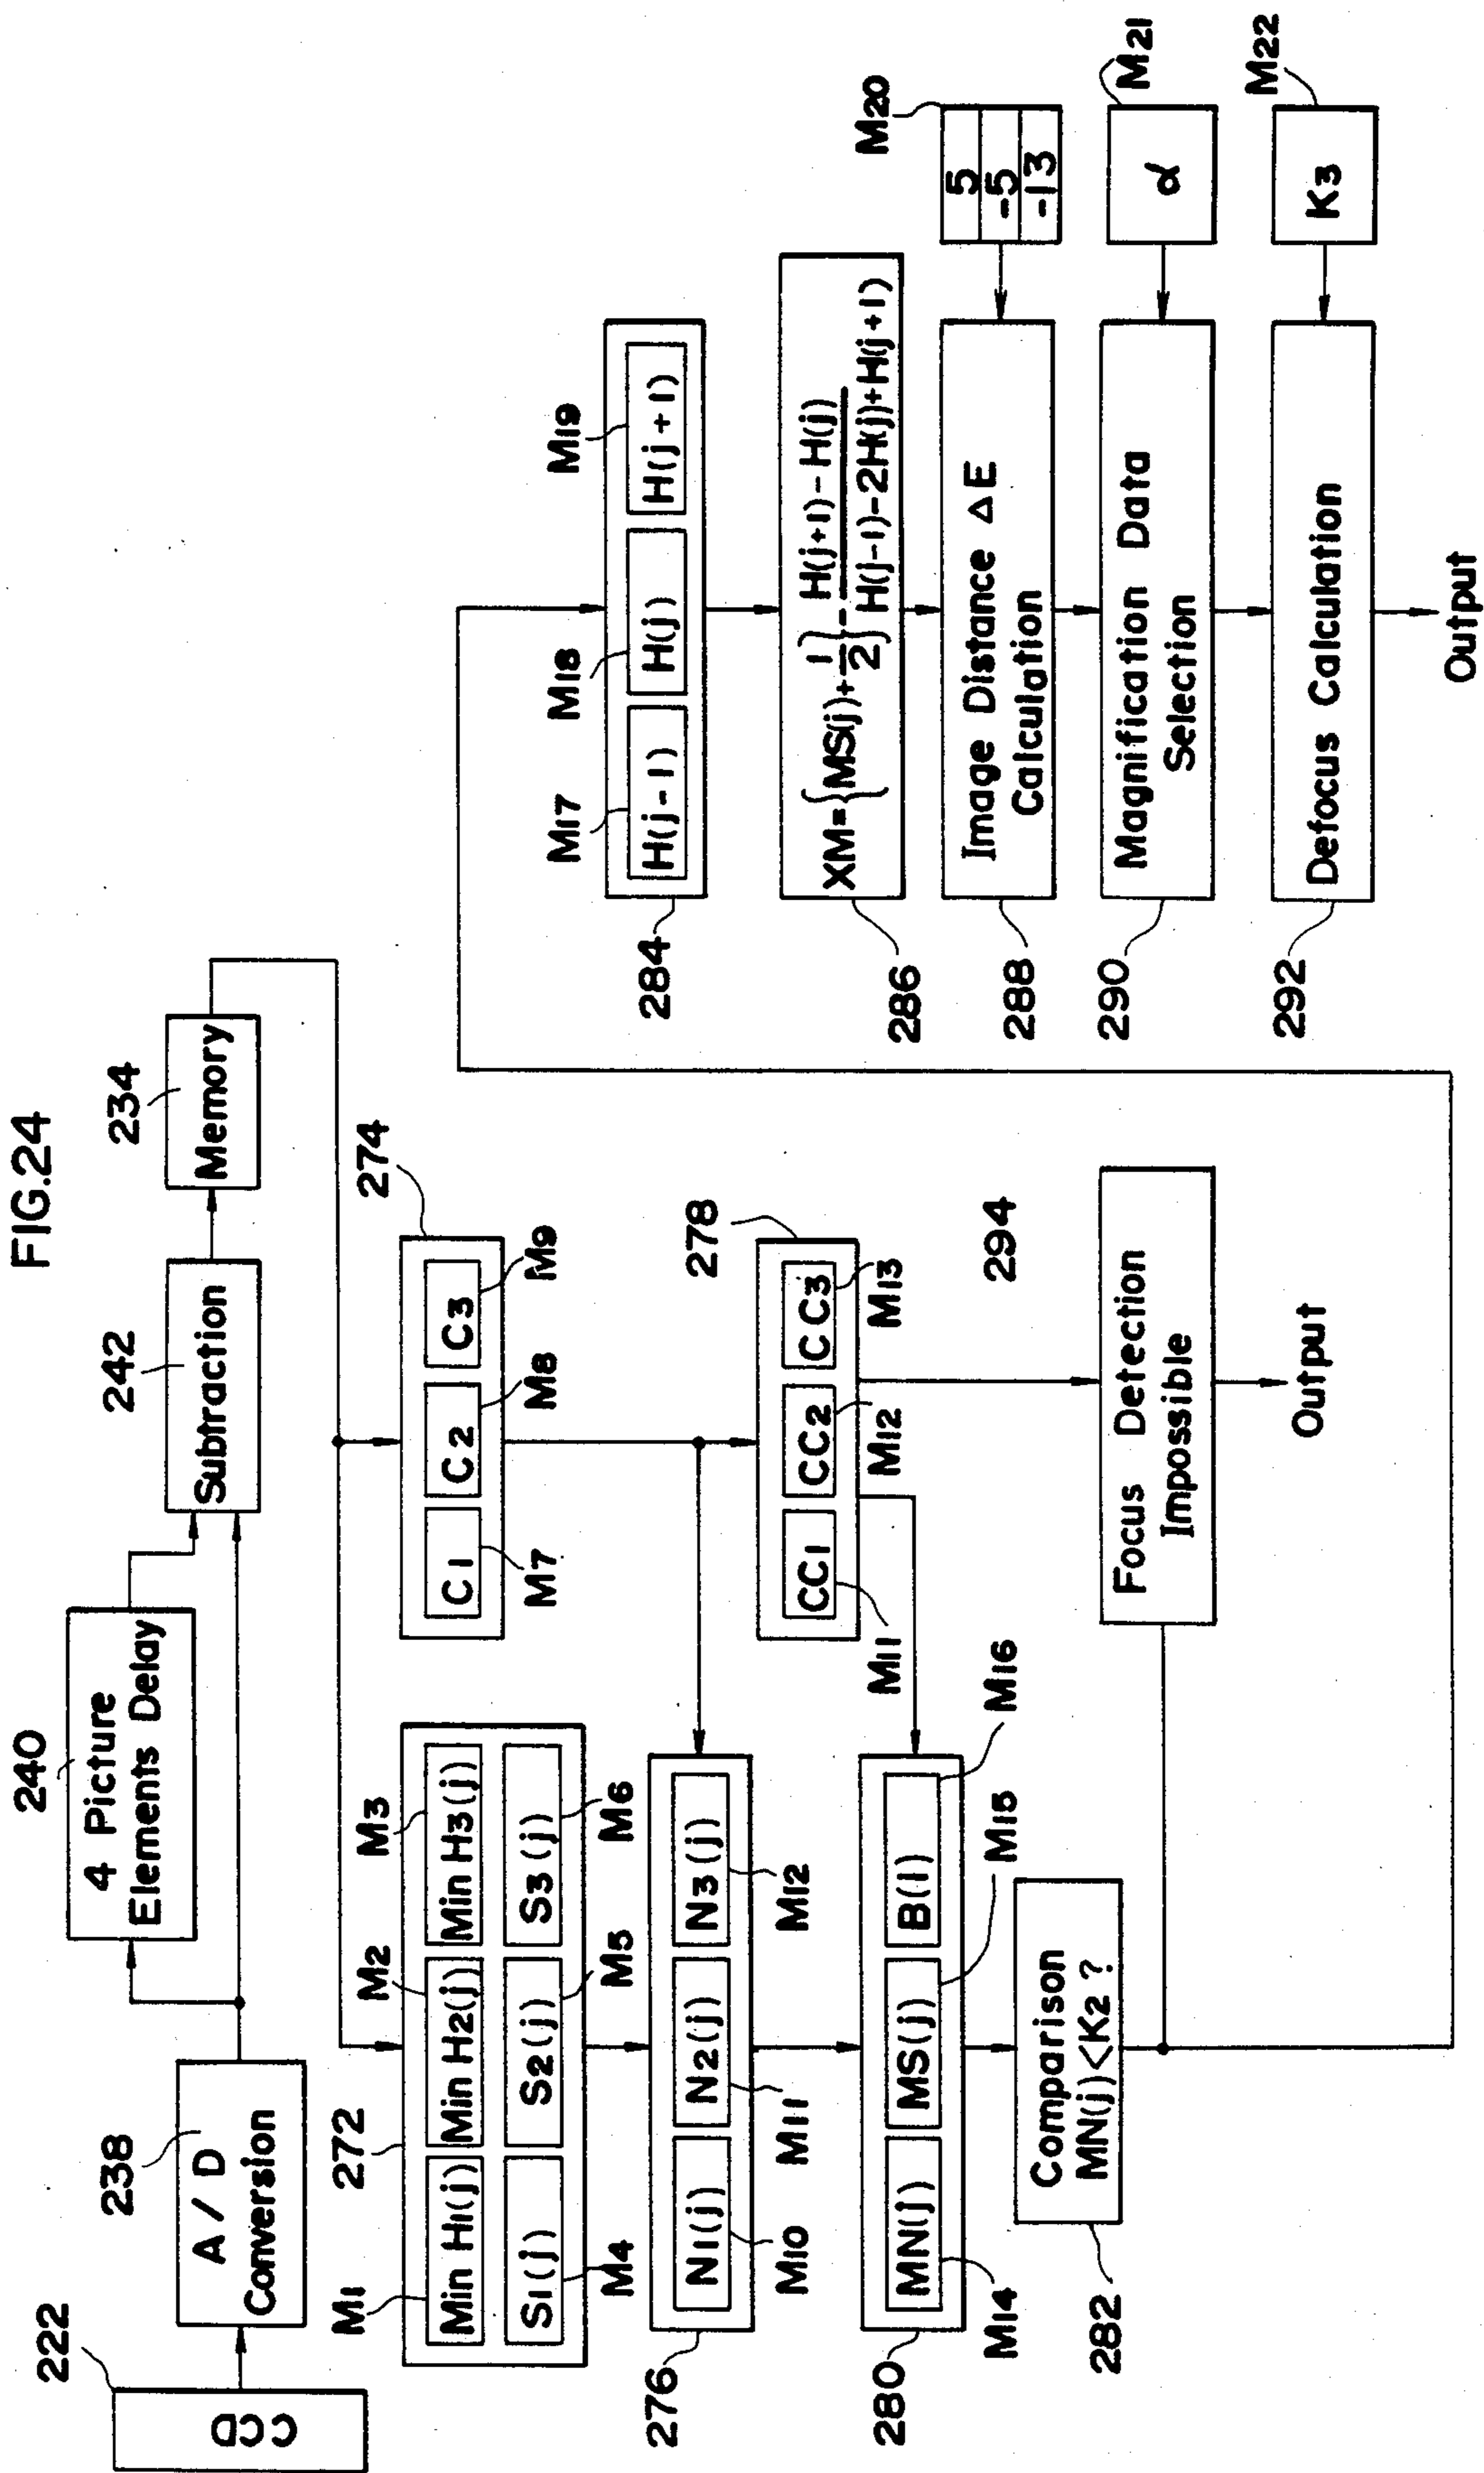 FIG.24
222
CCD
238
A / D
Conversion
240
4 Picture
Elements Delay
242
Subtraction
234
Memory
272
M1
Min H1(j)
M2
Min H2(j)
M3
Min H3(j)
S1(j)
M4
S2(j)
M5
S3(j)
M6
274
C1
C2
C3
M7
M8
M9
276
N1(j)
N2(j)
N3(j)
M10
M11
M12
278
CC1
CC2
CC3
M11
M12
M13
280
MN(j)
MS(j)
B(1)
M14
M15
M16
282
Comparison
MN(j)<K2 ?
294
Focus Detection
Impossible
Output
284
M17
M18
M19
H(j-1)
H(j)
H(j+1)
286
XM={MS(j)+1/2}-H(j+1)-H(j)/H(j-1)-2H(j)+H(j+1)
288
Image Distance ΔE
Calculation
M20
5
-5
-13
290
Magnification Data
Selection
M21
α
292
Defocus Calculation
M22
K3
Output